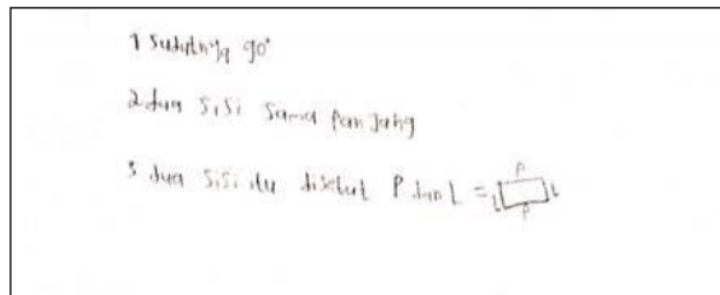 1 sudutnya 90°
2 dua sisi sama panjang
3 dua sisi itu disebut P dan L =
P
L L
P